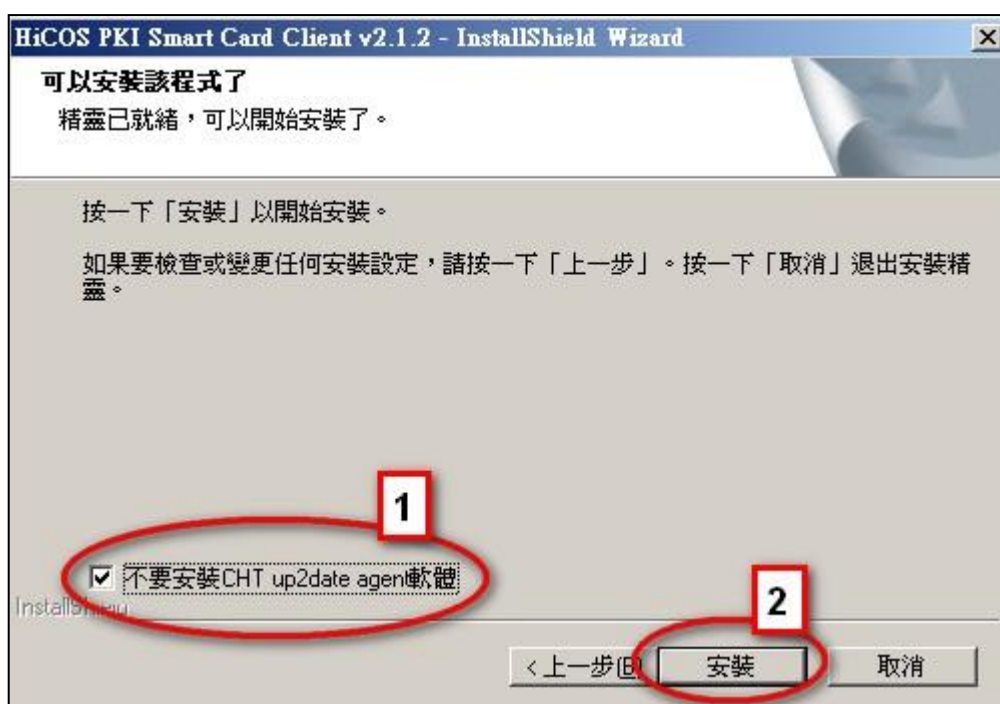 HiCOS PKI Smart Card Client v2.1.2 - InstallShield Wizard
可以安裝該程式了
精靈已就緒，可以開始安裝了。
按一下「安裝」以開始安裝。
如果要檢查或變更任何安裝設定，請按一下「上一步」。按一下「取消」退出安裝精
靈。
1
不要安裝CHT up2date agent軟體
InstallShield
2
<上一步(B)
安裝
取消